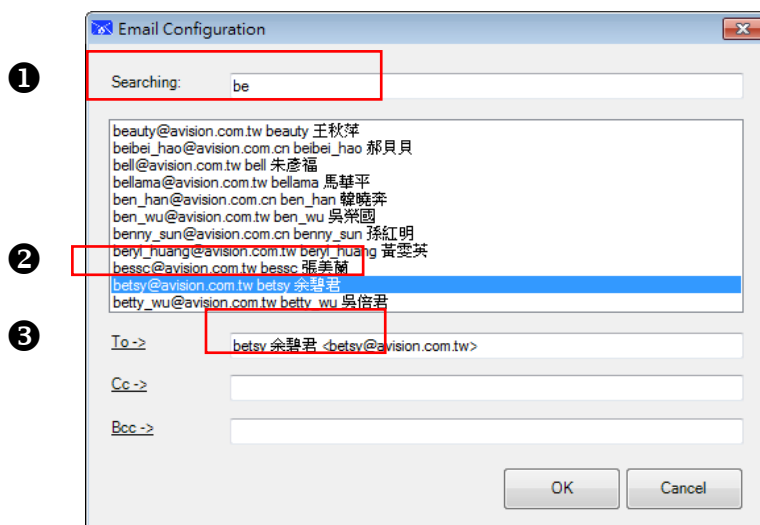 Email Configuration
❶
Searching: be
beauty@avision.com.tw beauty 王秋萍
beibei_hao@avision.com.cn beibei_hao 郝貝貝
bell@avision.com.tw bell 朱彥福
bellama@avision.com.tw bellama 馬華平
ben_han@avision.com.cn ben_han 韓曉奔
ben_wu@avision.com.cn ben_wu 吳榮國
benny_sun@avision.com.cn benny_sun 孫紅明
beryl_huang@avision.com.tw beryl_huang 黃雯英
❷
bessc@avision.com.tw bessc 張美蘭
betsy@avision.com.tw betsy 余碧君
betty_wu@avision.com.tw betty_wu 吳倍君
❸
To -> betsy 余碧君 <betsy@avision.com.tw>
Cc ->
Bcc ->
OK Cancel